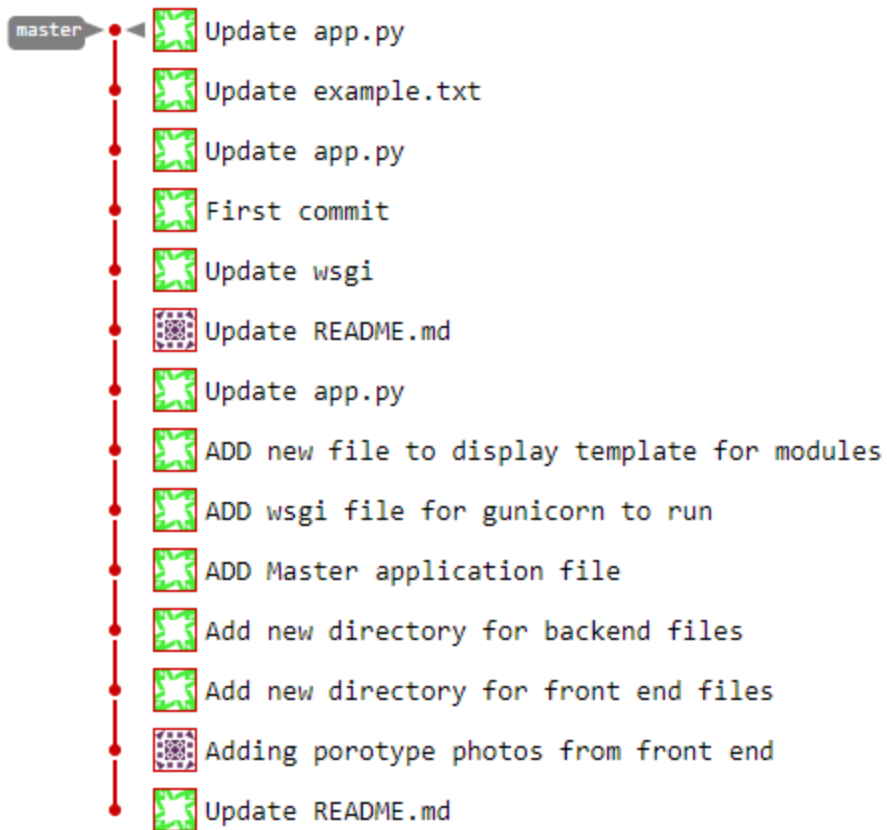 master Update app.py
Update example.txt
Update app.py
First commit
Update wsgi
Update README.md
Update app.py
ADD new file to display template for modules
ADD wsgi file for gunicorn to run
ADD Master application file
Add new directory for backend files
Add new directory for front end files
Adding porotype photos from front end
Update README.md